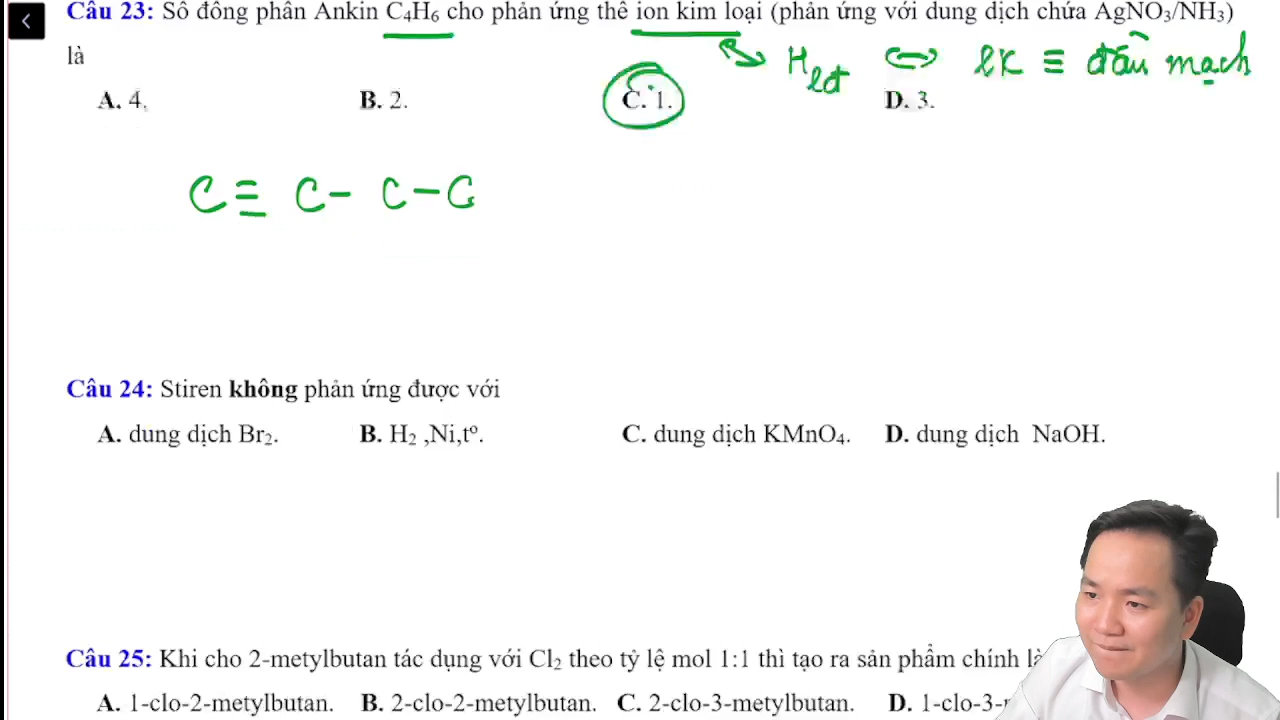 Câu 23: Số đồng phân Ankin C₄H₆ cho phản ứng thế ion kim loại (phản ứng với dung dịch chứa AgNO₃/NH₃)
là
H lđ ⇔ lk ≡ đầu mạch
A. 4. B. 2. C. 1. D. 3.
C ≡ C - C - C
Câu 24: Stiren không phản ứng được với
A. dung dịch Br₂. B. H₂ ,Ni,tº. C. dung dịch KMnO₄. D. dung dịch NaOH.
Câu 25: Khi cho 2-metylbutan tác dụng với Cl₂ theo tỷ lệ mol 1:1 thì tạo ra sản phẩm chính là
A. 1-clo-2-metylbutan. B. 2-clo-2-metylbutan. C. 2-clo-3-metylbutan. D. 1-clo-3-